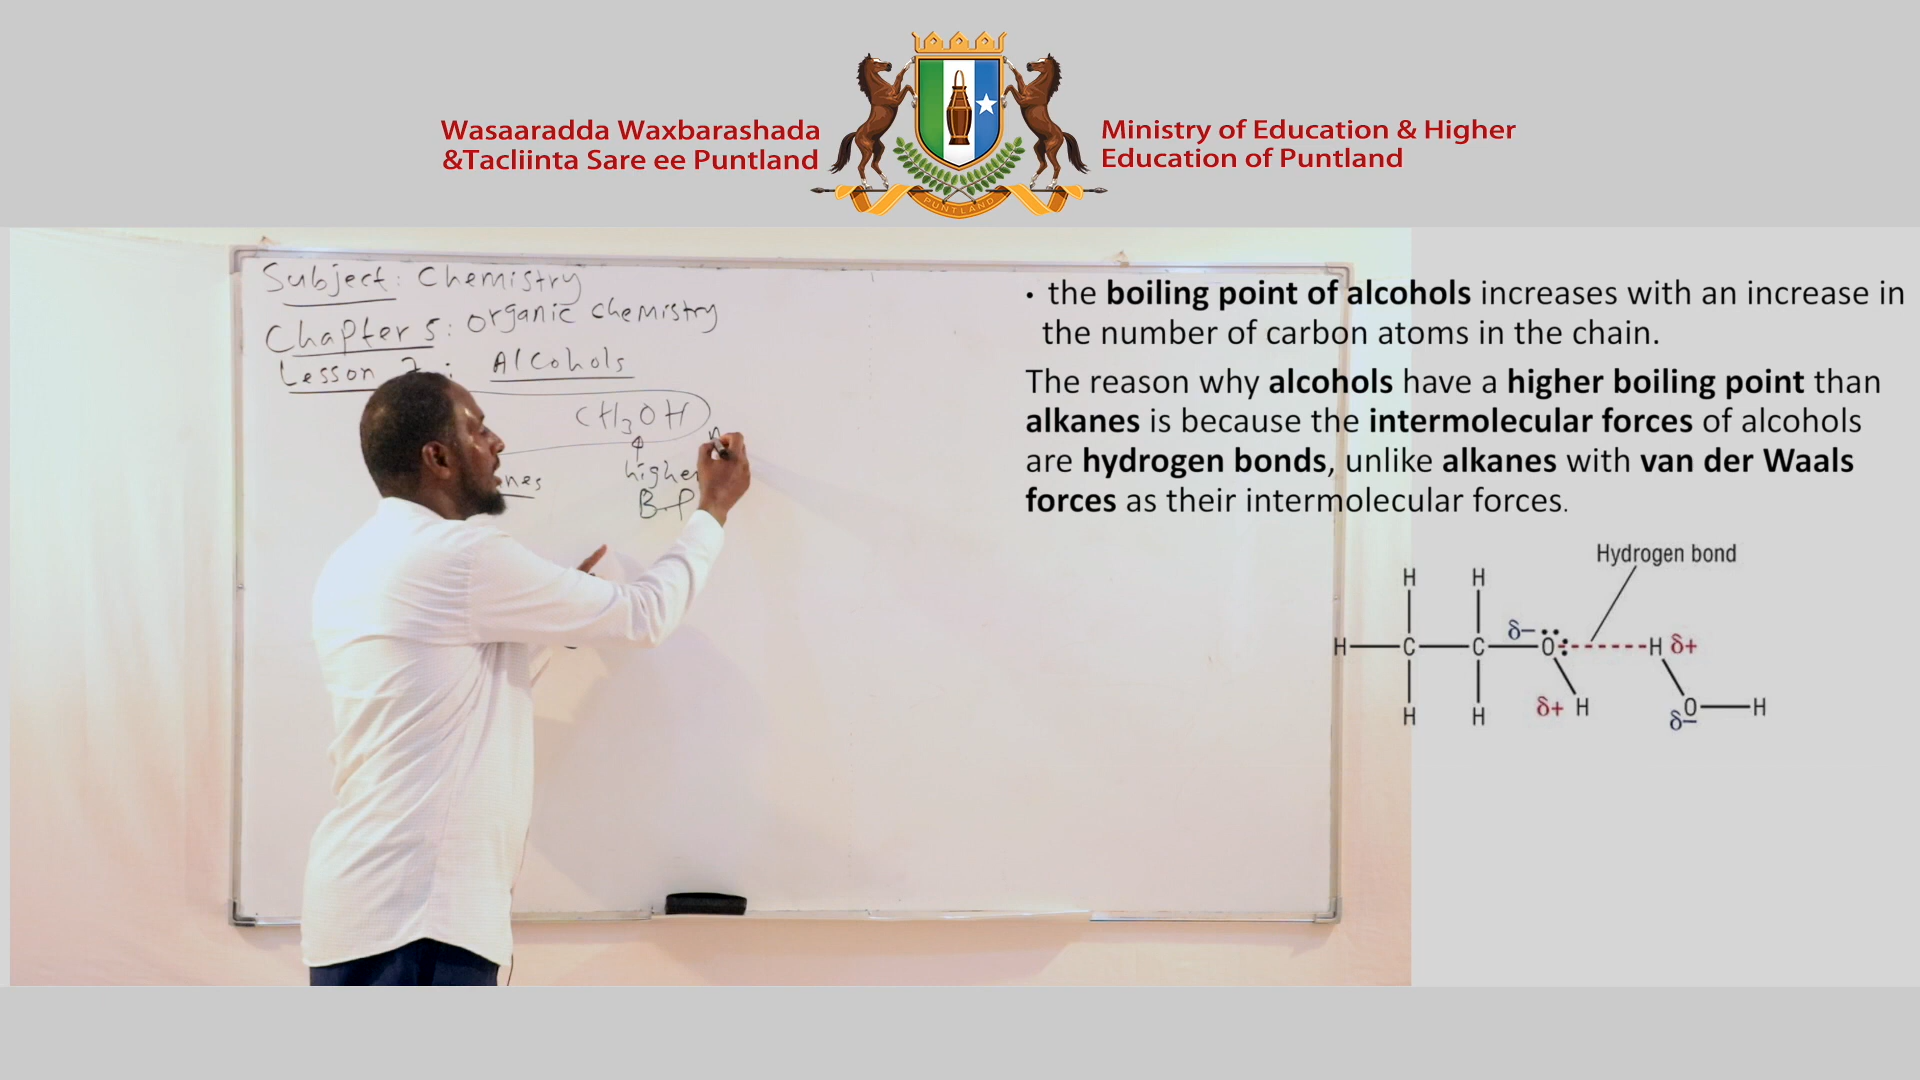 Wasaaradda Waxbarashada
&Tacliinta Sare ee Puntland
Ministry of Education & Higher
Education of Puntland
PUNTLAND
Subject: Chemistry
Chapter 5: organic chemistry
Lesson : Alcohols
CH3OH
higher
B.P
• the boiling point of alcohols increases with an increase in
the number of carbon atoms in the chain.
The reason why alcohols have a higher boiling point than
alkanes is because the intermolecular forces of alcohols
are hydrogen bonds, unlike alkanes with van der Waals
forces as their intermolecular forces.
Hydrogen bond
H H
δ−
H C C O H δ+
H H δ+ H O H
δ−